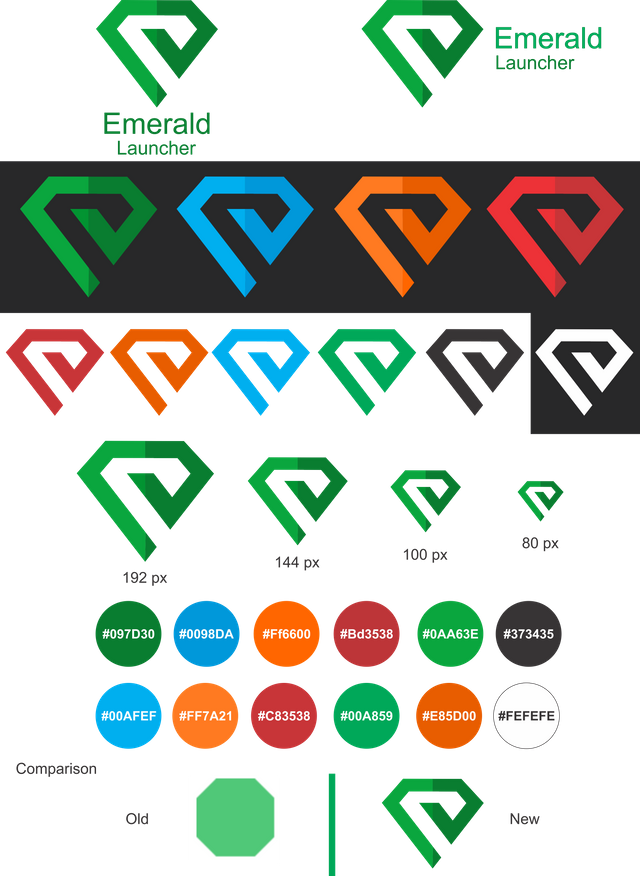 Emerald
Launcher
Emerald
Launcher
192 px
144 px
100 px
80 px
#097D30
#0098DA
#Ff6600
#Bd3538
#0AA63E
#373435
#00AFEF
#FF7A21
#C83538
#00A859
#E85D00
#FEFEFE
Comparison
Old
New